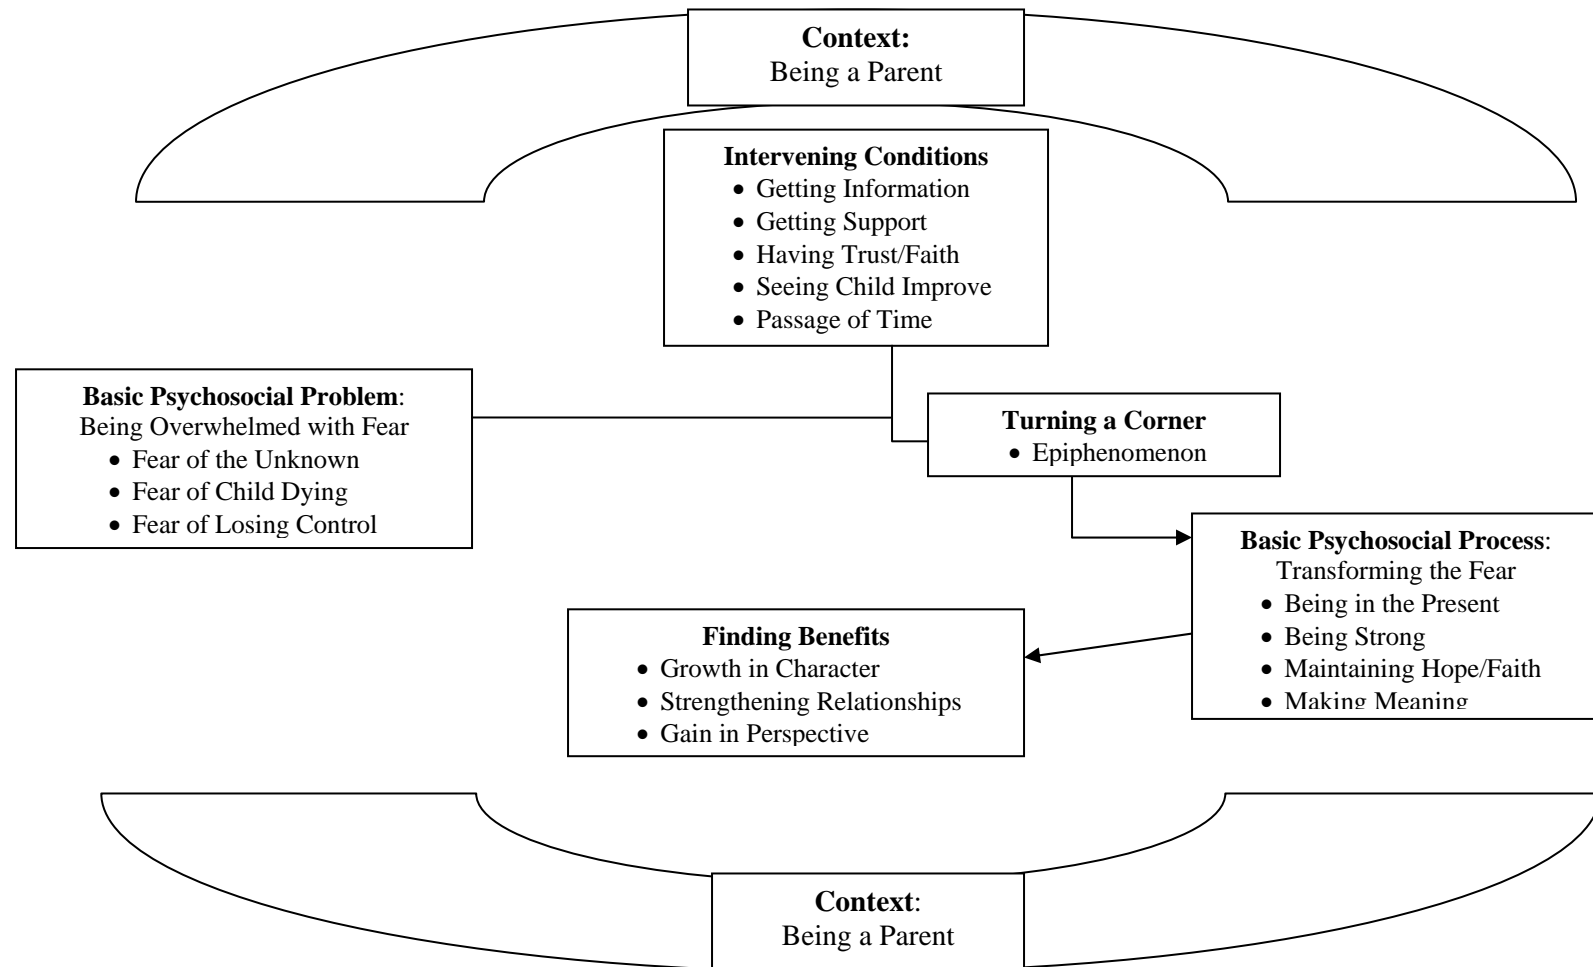 Context:
Being a Parent
Intervening Conditions
• Getting Information
• Getting Support
• Having Trust/Faith
• Seeing Child Improve
• Passage of Time
Basic Psychosocial Problem:
Being Overwhelmed with Fear
• Fear of the Unknown
• Fear of Child Dying
• Fear of Losing Control
Turning a Corner
• Epiphenomenon
Basic Psychosocial Process:
Transforming the Fear
• Being in the Present
• Being Strong
• Maintaining Hope/Faith
• Making Meaning
Finding Benefits
• Growth in Character
• Strengthening Relationships
• Gain in Perspective
Context:
Being a Parent